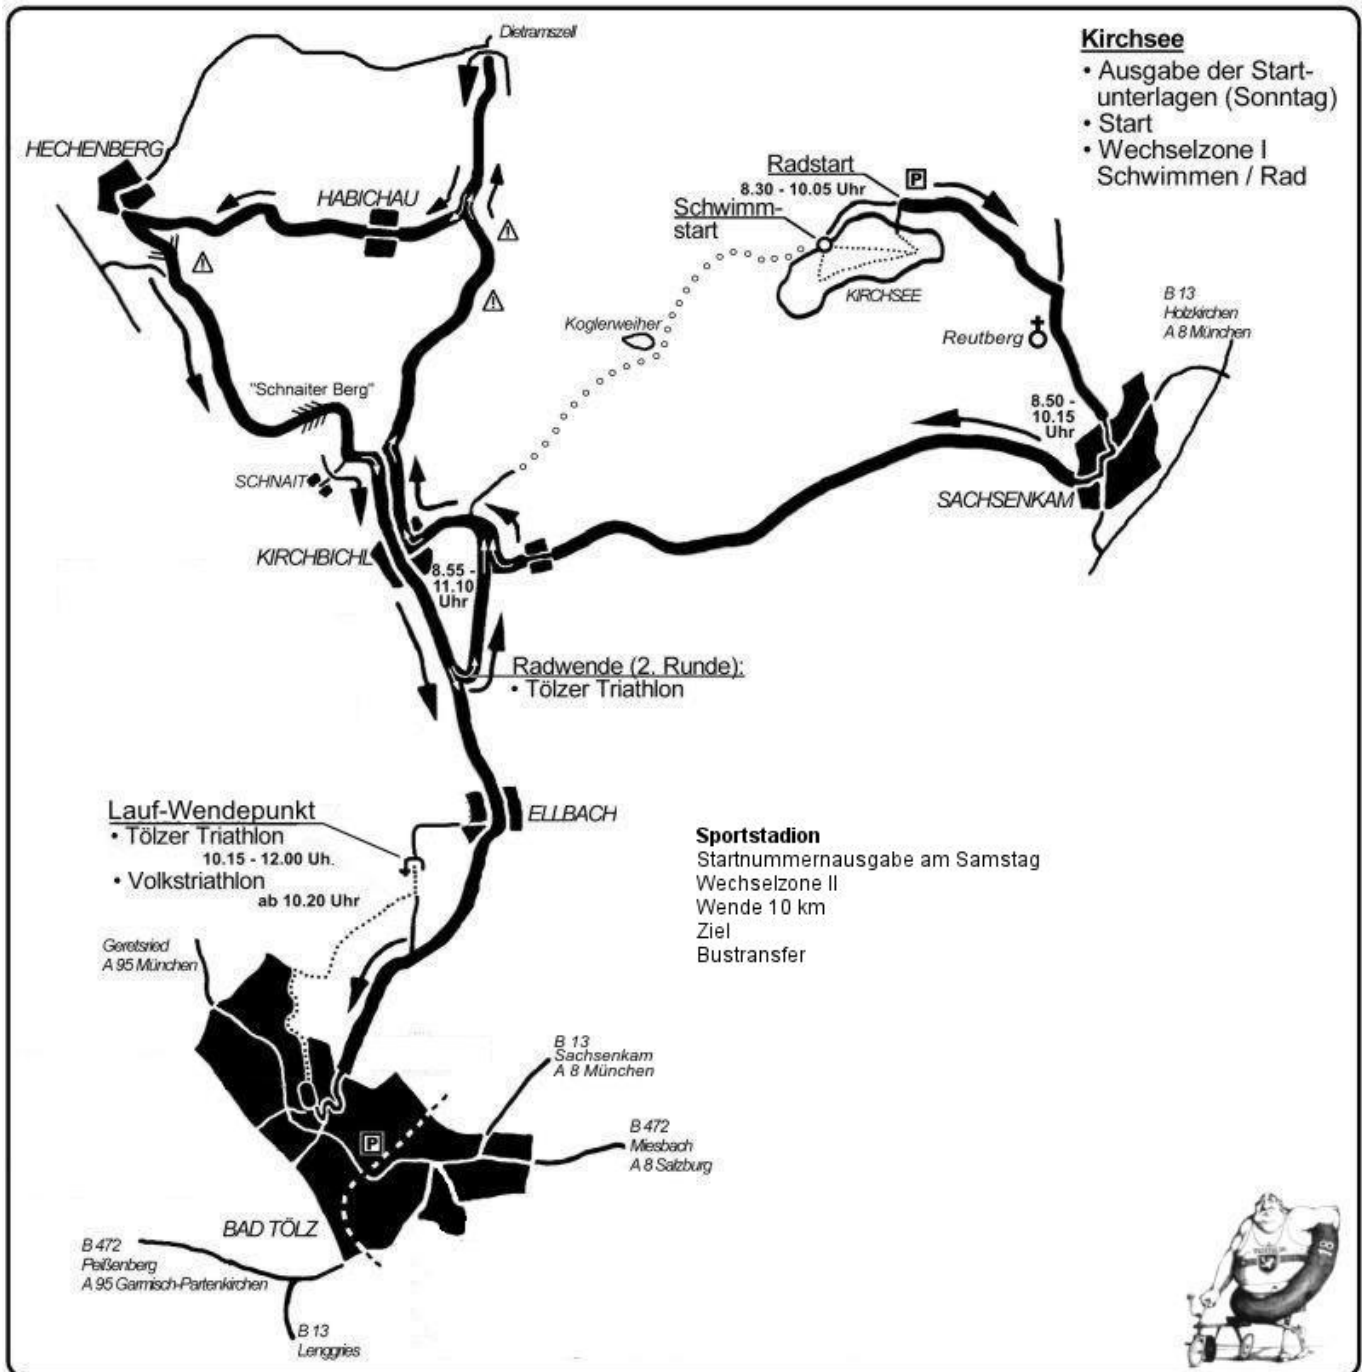 Dietramszell
Kirchsee
• Ausgabe der Start-
unterlagen (Sonntag)
• Start
• Wechselzone I
Schwimmen / Rad
HECHENBERG
HABICHAU
Radstart
P
8.30 - 10.05 Uhr
Schwimm-
start
KIRCHSEE
B 13
Holzkirchen
A 8 München
Koglerweiher
Reutberg
"Schnaiter Berg"
8.50 -
10.15
Uhr
SCHNAIT
SACHSENKAM
KIRCHBICHL
8.55 -
11.10
Uhr
Radwende (2. Runde):
• Tölzer Triathlon
Lauf-Wendepunkt
• Tölzer Triathlon
10.15 - 12.00 Uh.
• Volkstriathlon
ab 10.20 Uhr
ELLBACH
Sportstadion
Startnummernausgabe am Samstag
Wechselzone II
Wende 10 km
Ziel
Bustransfer
Geretsried
A 95 München
B 13
Sachsenkam
A 8 München
B 472
Miesbach
A 8 Salzburg
P
BAD TÖLZ
B 472
Peißenberg
A 95 Garmisch-Partenkirchen
B 13
Lenggries
18